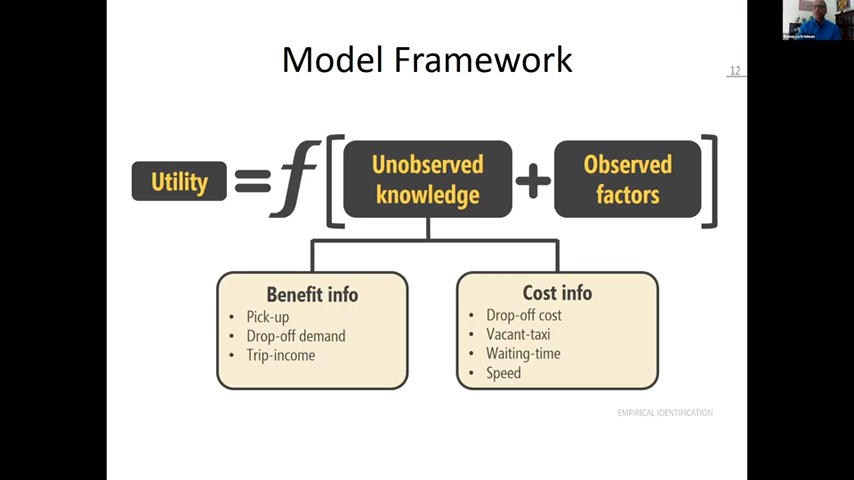 Model Framework
12
Utility = f [ Unobserved knowledge + Observed factors ]
Benefit info
• Pick-up
• Drop-off demand
• Trip-income
Cost info
• Drop-off cost
• Vacant-taxi
• Waiting-time
• Speed
EMPIRICAL IDENTIFICATION